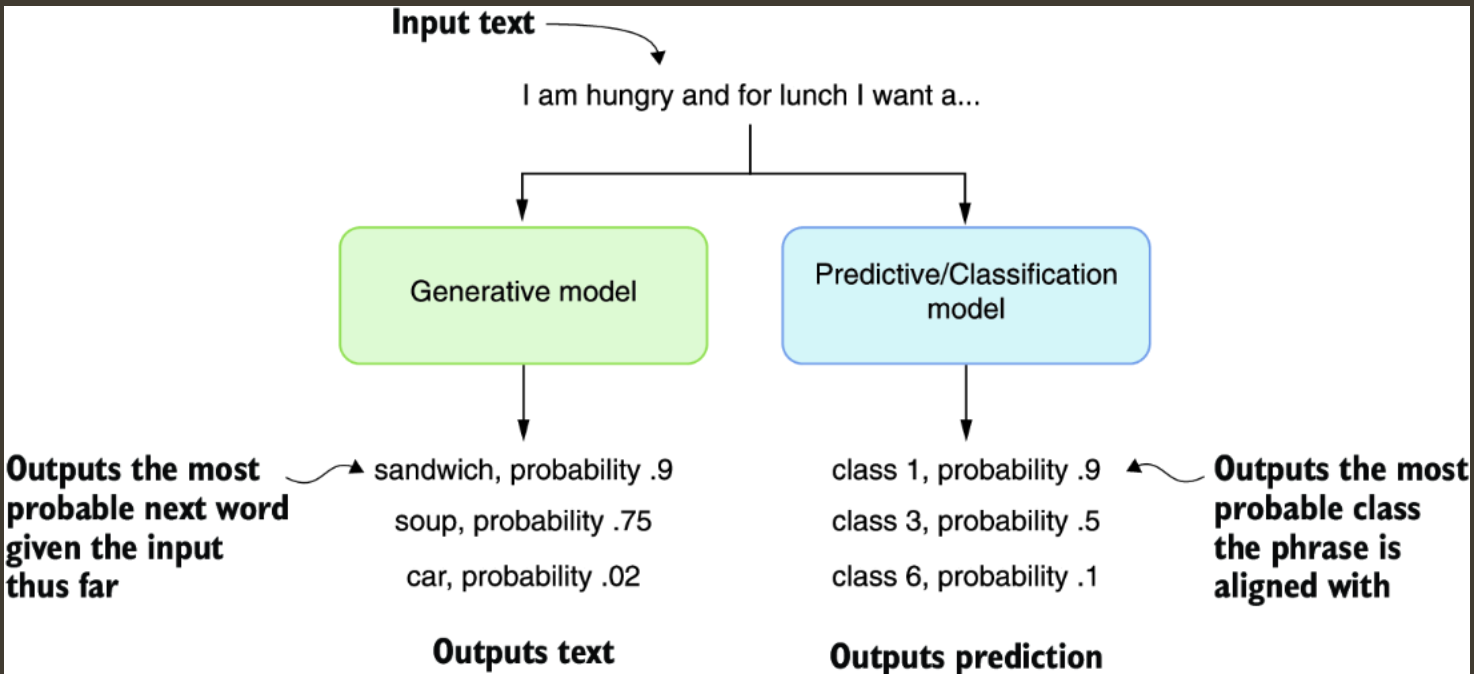 Input text
I am hungry and for lunch I want a...
Generative model
Predictive/Classification
model
Outputs the most
probable next word
given the input
thus far
sandwich, probability .9
soup, probability .75
car, probability .02
Outputs text
class 1, probability .9
class 3, probability .5
class 6, probability .1
Outputs prediction
Outputs the most
probable class
the phrase is
aligned with